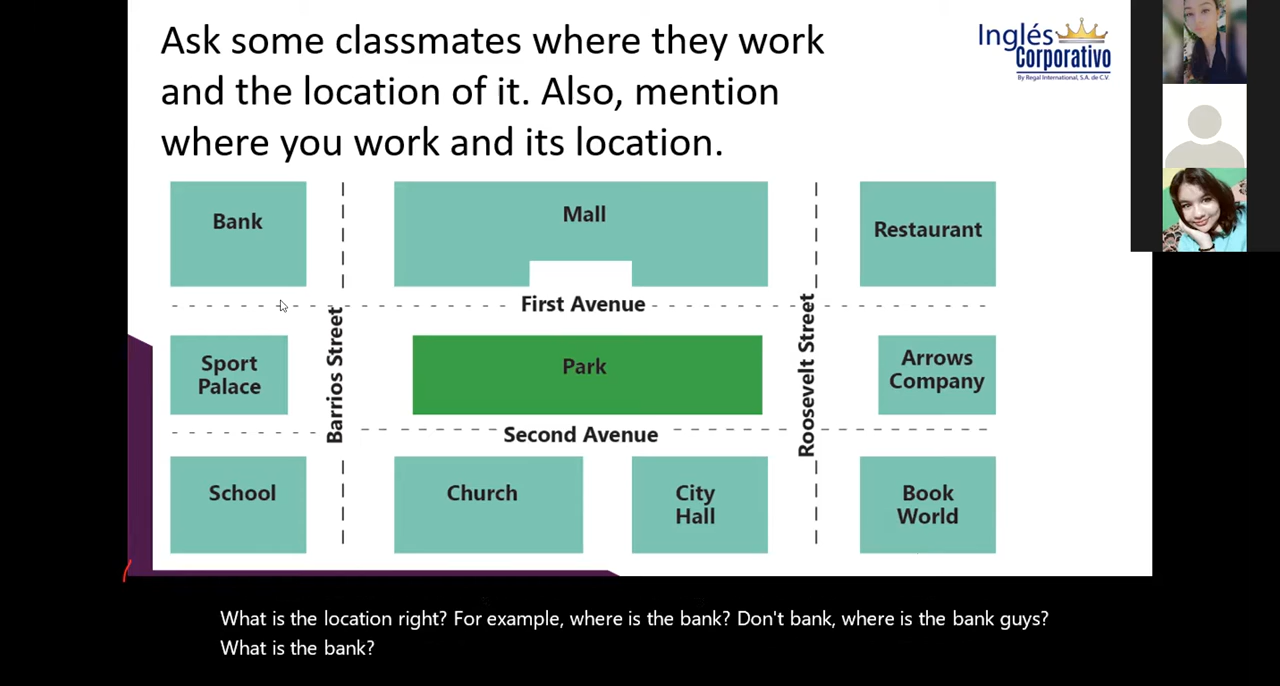 Ask some classmates where they work
and the location of it. Also, mention
where you work and its location.
Inglés
Corporativo
By Regal International, S.A. de C.V.
Bank
Mall
Restaurant
First Avenue
Barrios Street
Roosevelt Street
Sport
Palace
Park
Arrows
Company
Second Avenue
School
Church
City
Hall
Book
World
What is the location right? For example, where is the bank? Don't bank, where is the bank guys?
What is the bank?